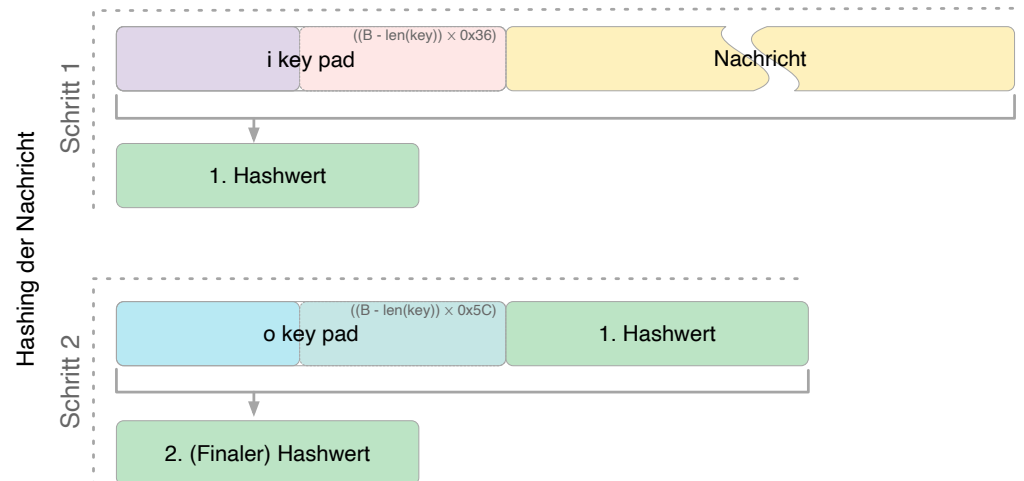 Hashing der Nachricht
Schritt 1
((B - len(key)) × 0x36)
i key pad
Nachricht
1. Hashwert
Schritt 2
((B - len(key)) × 0x5C)
o key pad
1. Hashwert
2. (Finaler) Hashwert